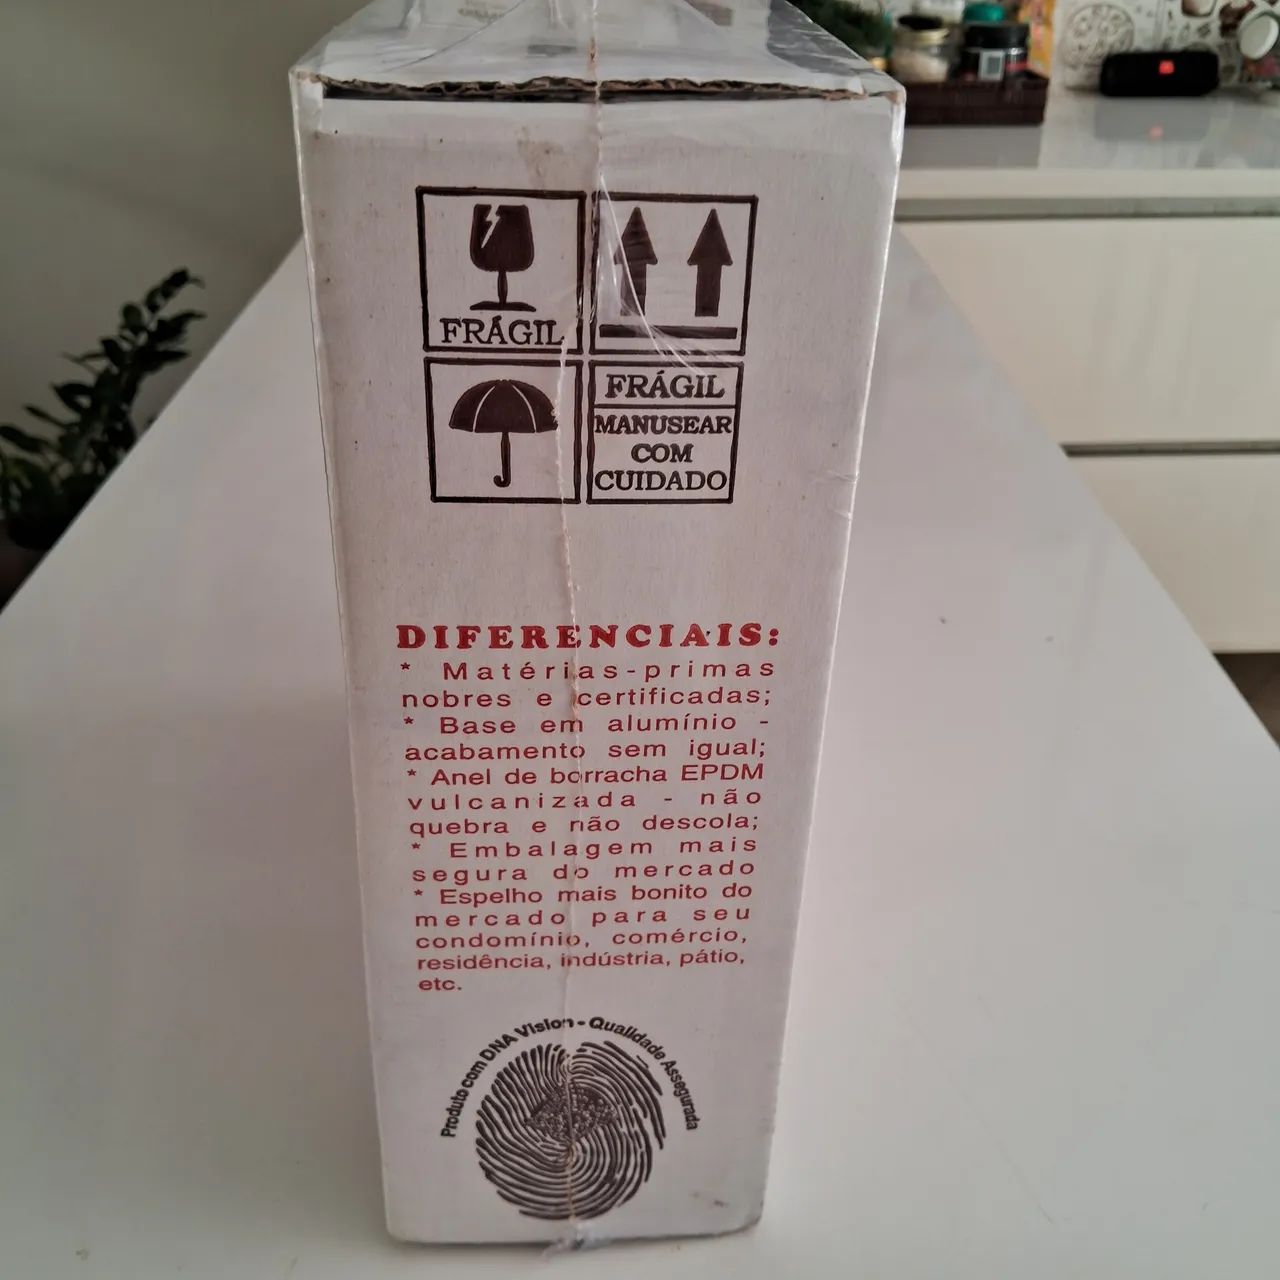 FRÁGIL
FRÁGIL
MANUSEAR
COM
CUIDADO
DIFERENCIAIS:
* Matérias-primas
nobres e certificadas;
* Base em alumínio -
acabamento sem igual;
* Anel de borracha EPDM
vulcanizada - não
quebra e não descola;
* Embalagem mais
segura do mercado
* Espelho mais bonito do
mercado para seu
condomínio, comércio,
residência, indústria, pátio,
etc.
Produto com DNA Vision - Qualidade Assegurada